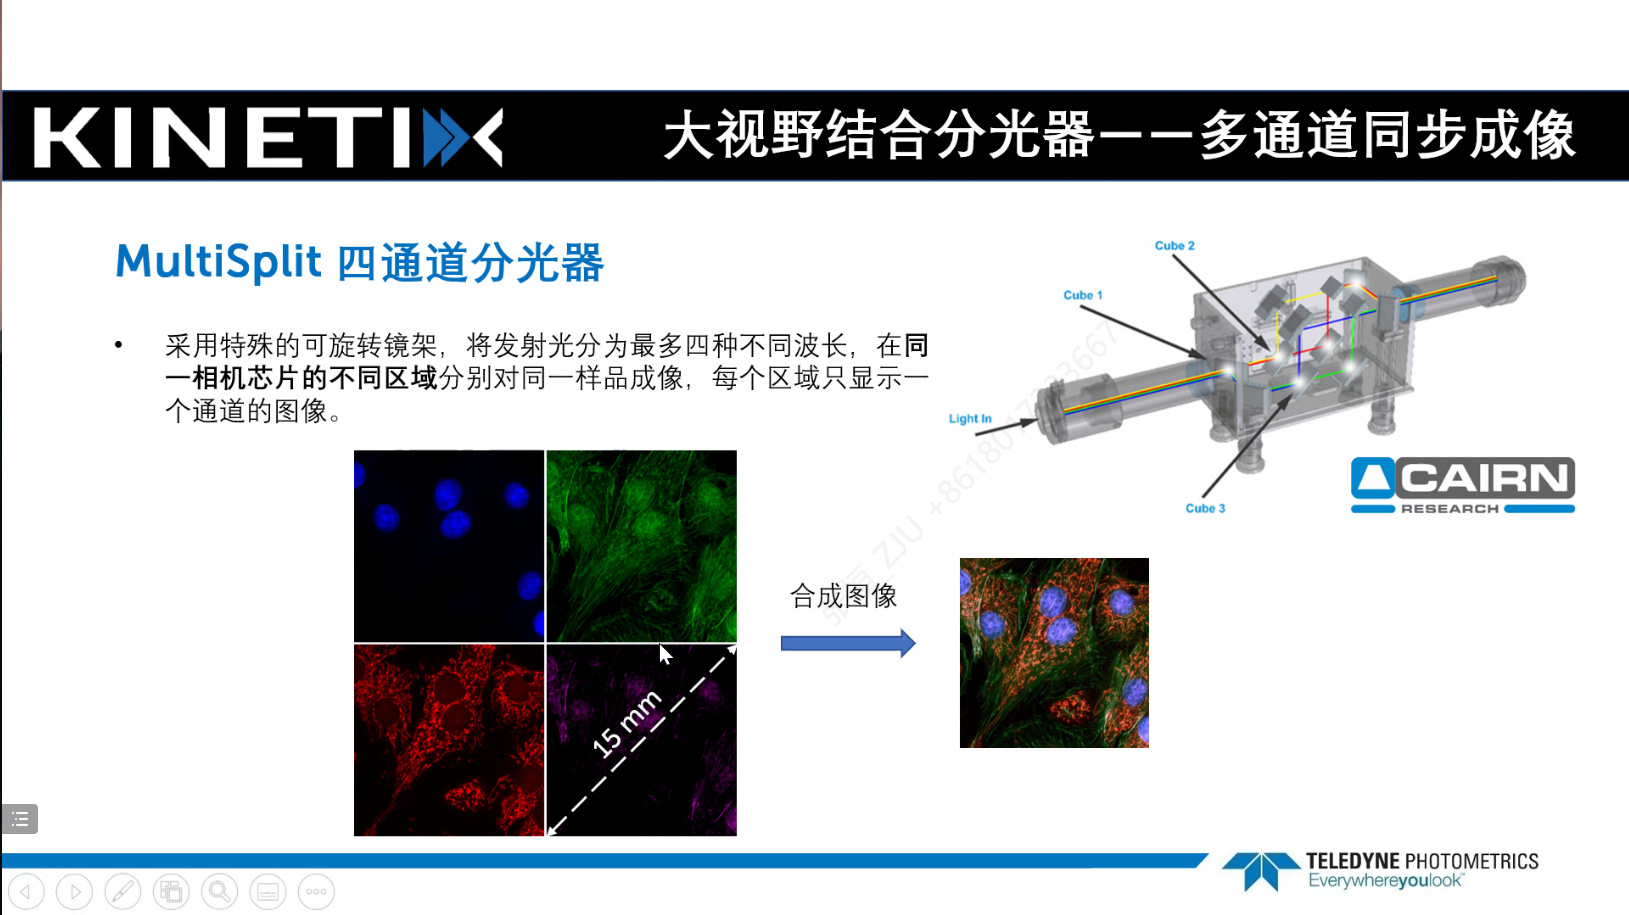 KINETIX
大视野结合分光器——多通道同步成像
MultiSplit 四通道分光器
• 采用特殊的可旋转镜架，将发射光分为最多四种不同波长，在同
一相机芯片的不同区域分别对同一样品成像，每个区域只显示一
个通道的图像。
Cube 2
Cube 1
Light In
Cube 3
CAIRN
RESEARCH
15 mm
合成图像
TELEDYNE PHOTOMETRICS
Everywhereyoulook™